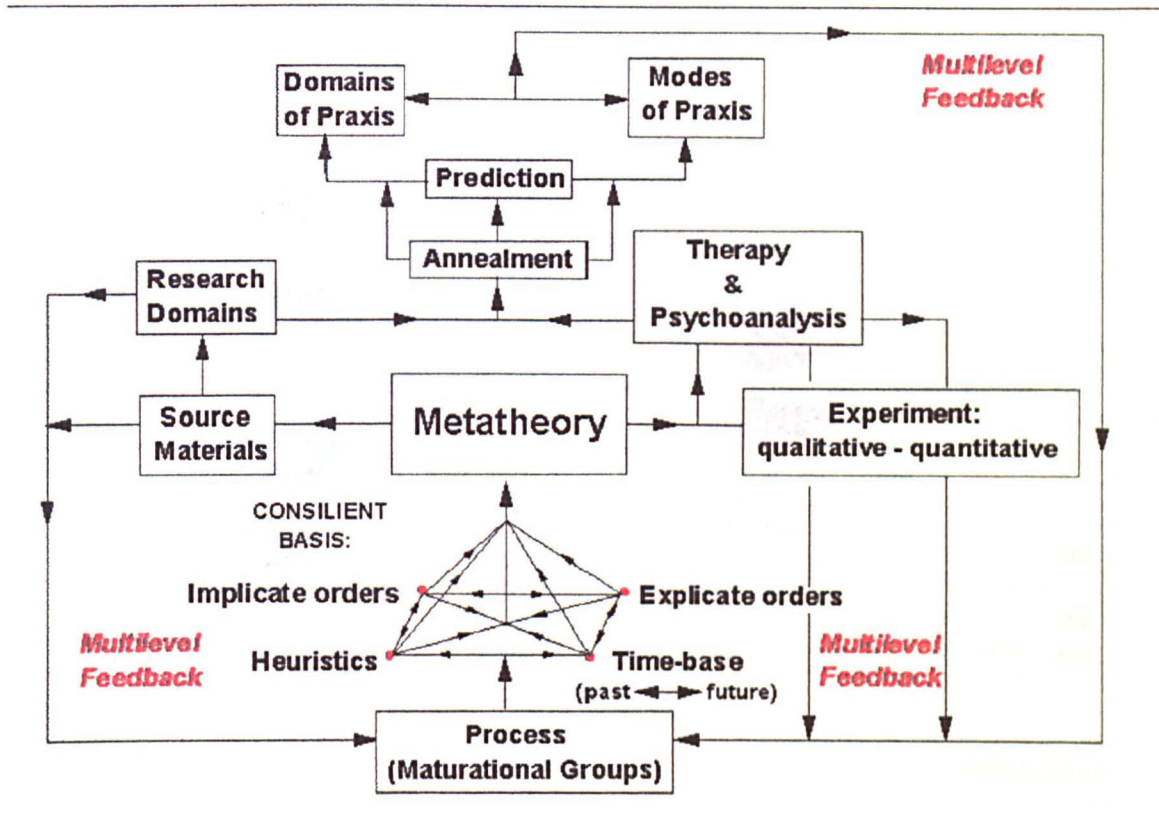 Multilevel
Feedback
Domains
of Praxis
Modes
of Praxis
Prediction
Annealment
Therapy
&
Psychoanalysis
Research
Domains
Source
Materials
Metatheory
Experiment:
qualitative - quantitative
CONSILIENT
BASIS:
Implicate orders
Explicate orders
Heuristics
Time-base
(past future)
Multilevel
Feedback
Multilevel
Feedback
Process
(Maturational Groups)